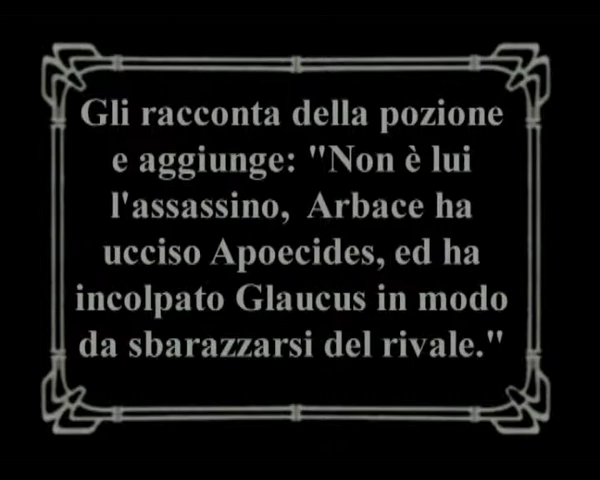 Gli racconta della pozione
e aggiunge: "Non è lui
l'assassino, Arbace ha
ucciso Apoecides, ed ha
incolpato Glaucus in modo
da sbarazzarsi del rivale."